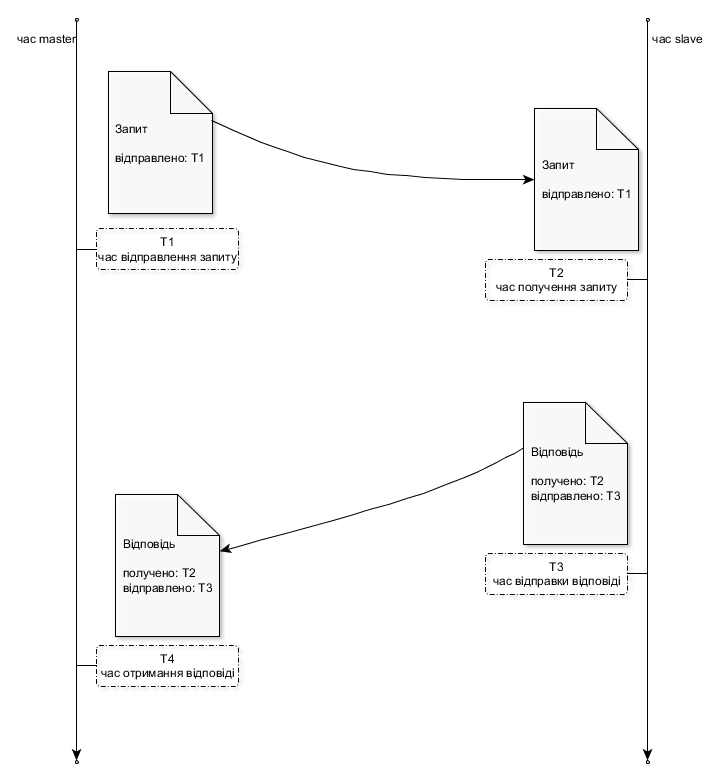 час master
час slave
Запит
відправлено: T1
Запит
відправлено: T1
T1
час відправлення запиту
T2
час получення запиту
Відповідь
получено: T2
відправлено: T3
Відповідь
получено: T2
відправлено: T3
T3
час відправки відповіді
T4
час отримання відповіді